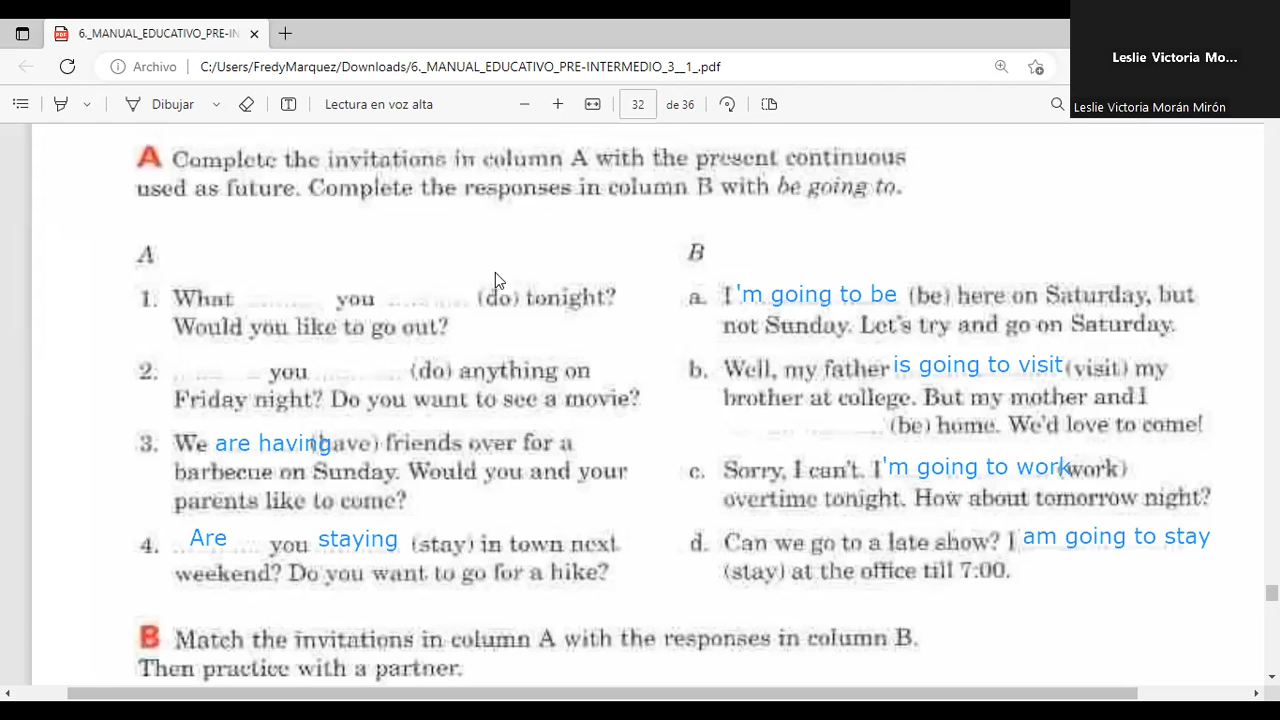 6._MANUAL_EDUCATIVO_PRE-IN
Leslie Victoria Mo...
Leslie Victoria Morán Mirón
Archivo
C:/Users/FredyMarquez/Downloads/6._MANUAL_EDUCATIVO_PRE-INTERMEDIO_3__1_.pdf
Dibujar
Lectura en voz alta
32
de 36
A Complete the invitations in column A with the present continuous
used as future. Complete the responses in column B with be going to.
A
1. What ........ you ........ (do) tonight?
Would you like to go out?
2. ........ you ........ (do) anything on
Friday night? Do you want to see a movie?
3. We are having (have) friends over for a
barbecue on Sunday. Would you and your
parents like to come?
4. Are you staying (stay) in town next
weekend? Do you want to go for a hike?
B
a. I 'm going to be (be) here on Saturday, but
not Sunday. Let's try and go on Saturday.
b. Well, my father is going to visit (visit) my
brother at college. But my mother and I
........ (be) home. We'd love to come!
c. Sorry, I can't. I 'm going to work (work)
overtime tonight. How about tomorrow night?
d. Can we go to a late show? I am going to stay
(stay) at the office till 7:00.
B Match the invitations in column A with the responses in column B.
Then practice with a partner.